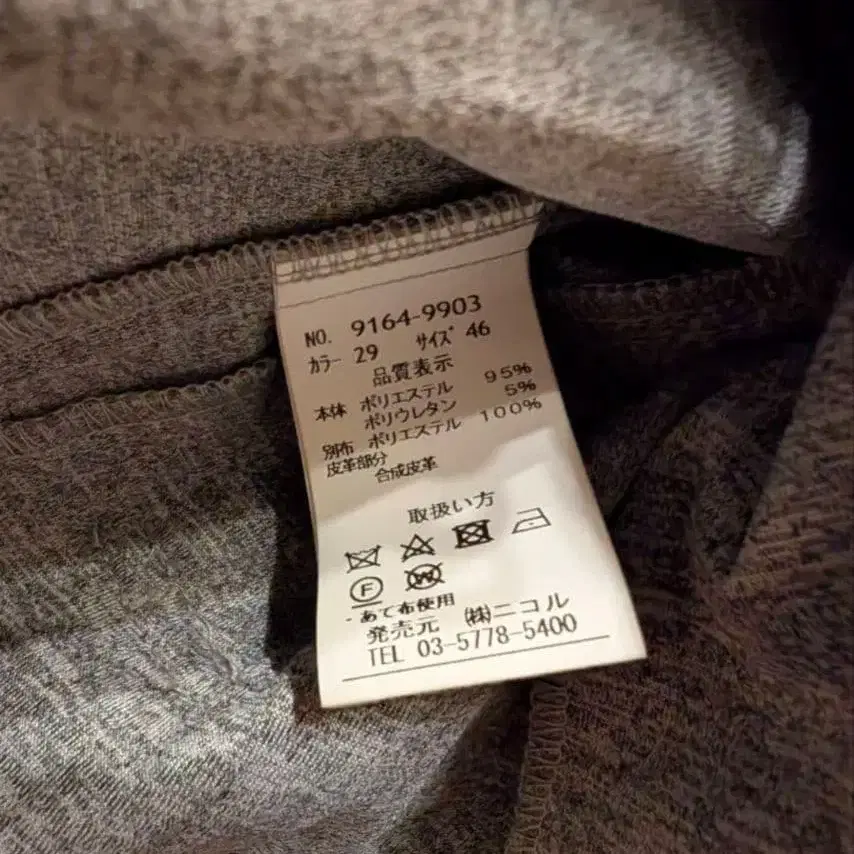 NO. 9164-9903
カラー 29 サイズ 46
品質表示
本体 ポリエステル 95%
ポリウレタン 5%
別布 ポリエステル 100%
皮革部分
合成皮革
取扱い方
F W
・あて布使用
発売元 (株)ニコル
TEL 03-5778-5400